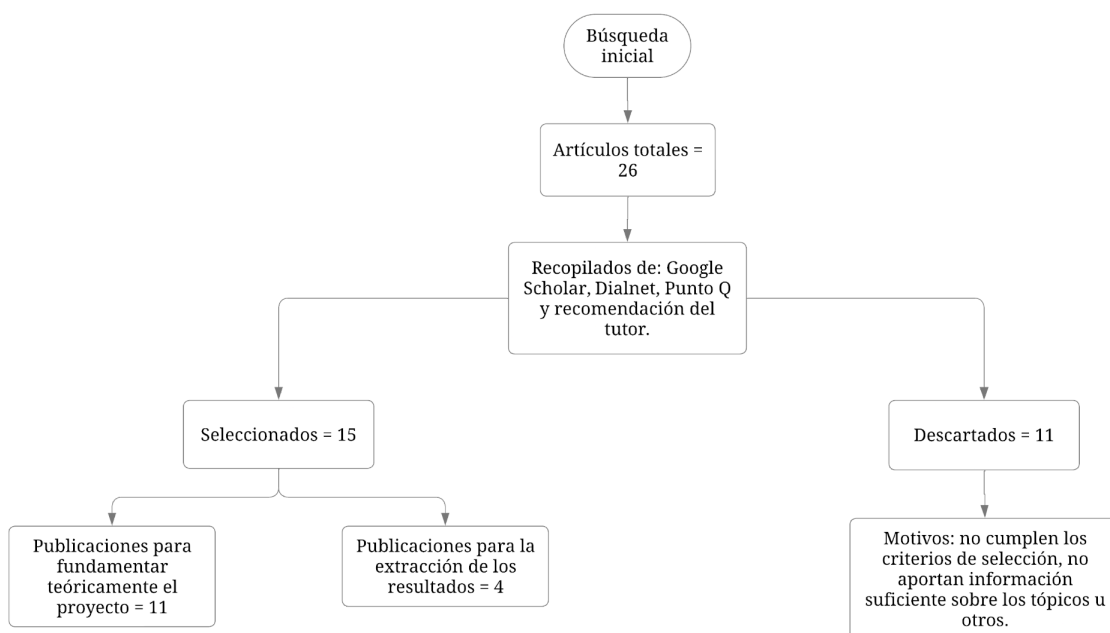 Búsqueda
inicial
Artículos totales =
26
Recopilados de: Google
Scholar, Dialnet, Punto Q
y recomendación del
tutor.
Seleccionados = 15
Descartados = 11
Publicaciones para
fundamentar
teóricamente el
proyecto = 11
Publicaciones para la
extracción de los
resultados = 4
Motivos: no cumplen los
criterios de selección, no
aportan información
suficiente sobre los tópicos u
otros.